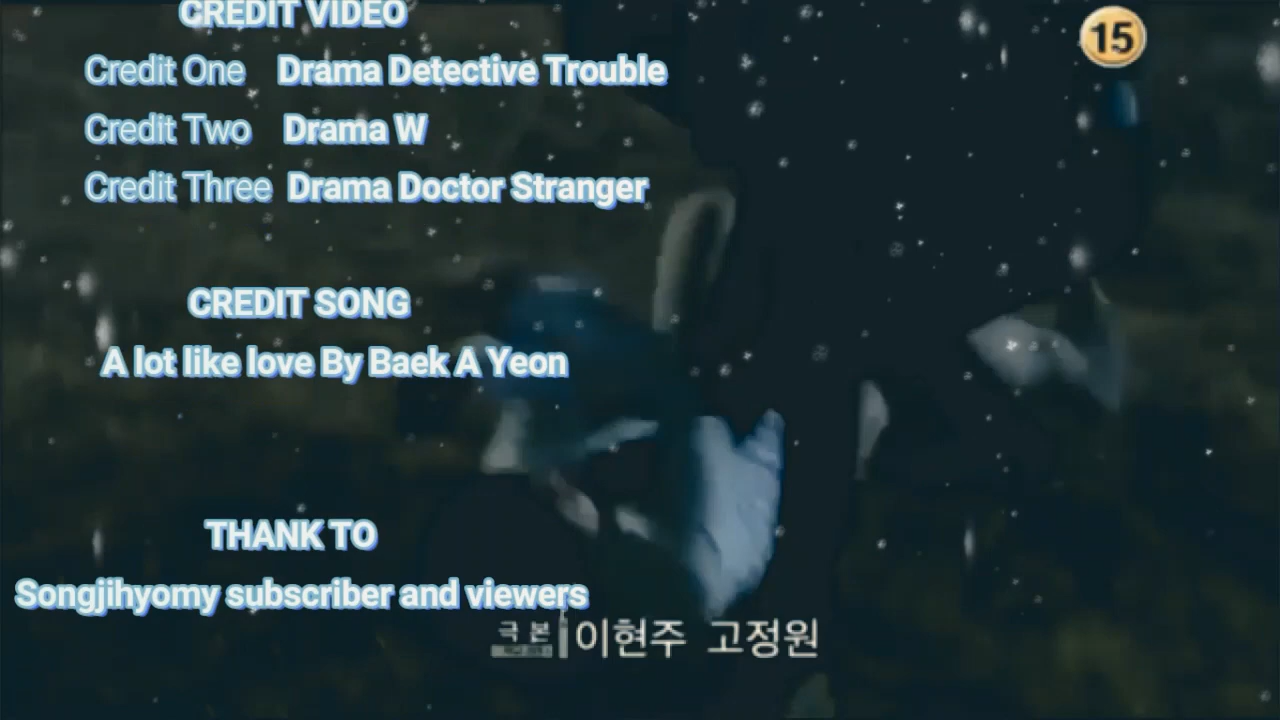 CREDIT VIDEO
15
Credit One Drama Detective Trouble
Credit Two Drama W
Credit Three Drama Doctor Stranger
CREDIT SONG
A lot like love By Baek A Yeon
THANK TO
Songjihyomy subscriber and viewers
극 본 이현주 고정원